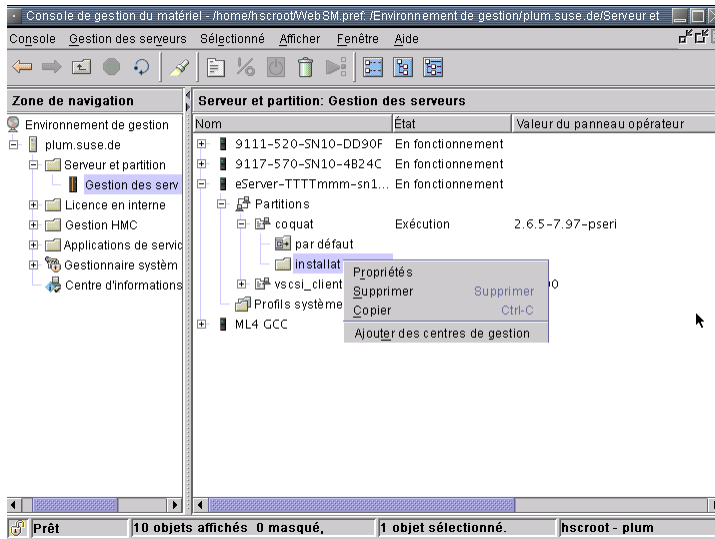 Console de gestion du matériel - /home/hscroot/WebSM.pref: /Environnement de gestion/plum.suse.de/Serveur et
Console Gestion des serveurs Sélectionné Afficher Fenêtre Aide
Zone de navigation
Environnement de gestion
plum.suse.de
Serveur et partition
Gestion des serv
Licence en interne
Gestion HMC
Applications de servic
Gestionnaire systèm
Centre d'informations
Serveur et partition: Gestion des serveurs
Nom État Valeur du panneau opérateur
9111-520-SN10-DD90F En fonctionnement
9117-570-SN10-4B24C En fonctionnement
eServer-TTTTmmm-sn1... En fonctionnement
Partitions
coquat Exécution 2.6.5-7.97-pseri
par défaut
installat
vscsi_client
Profils système
ML4 GCC
Propriétés
Supprimer Supprimer
Copier Ctrl-C
Ajouter des centres de gestion
Prêt 10 objets affichés 0 masqué, 1 objet sélectionné. hscroot - plum